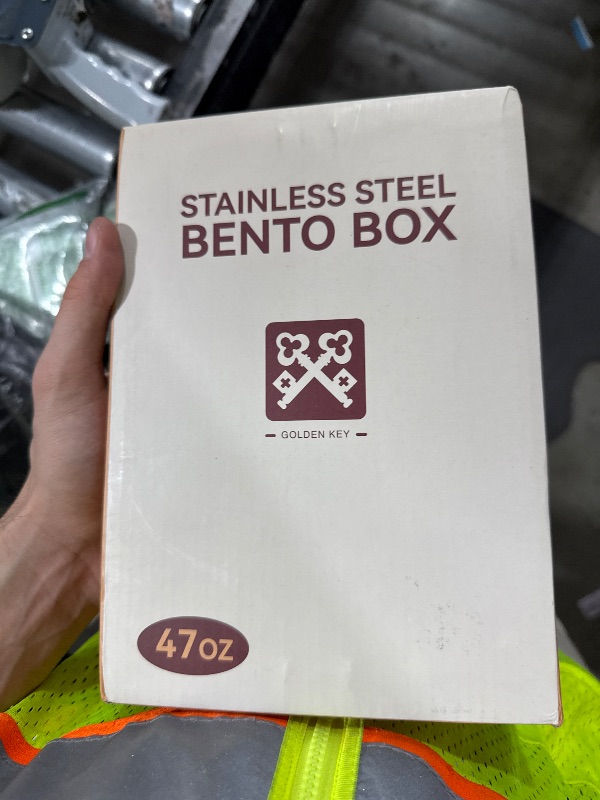 STAINLESS STEEL
BENTO BOX
GOLDEN KEY
47oz